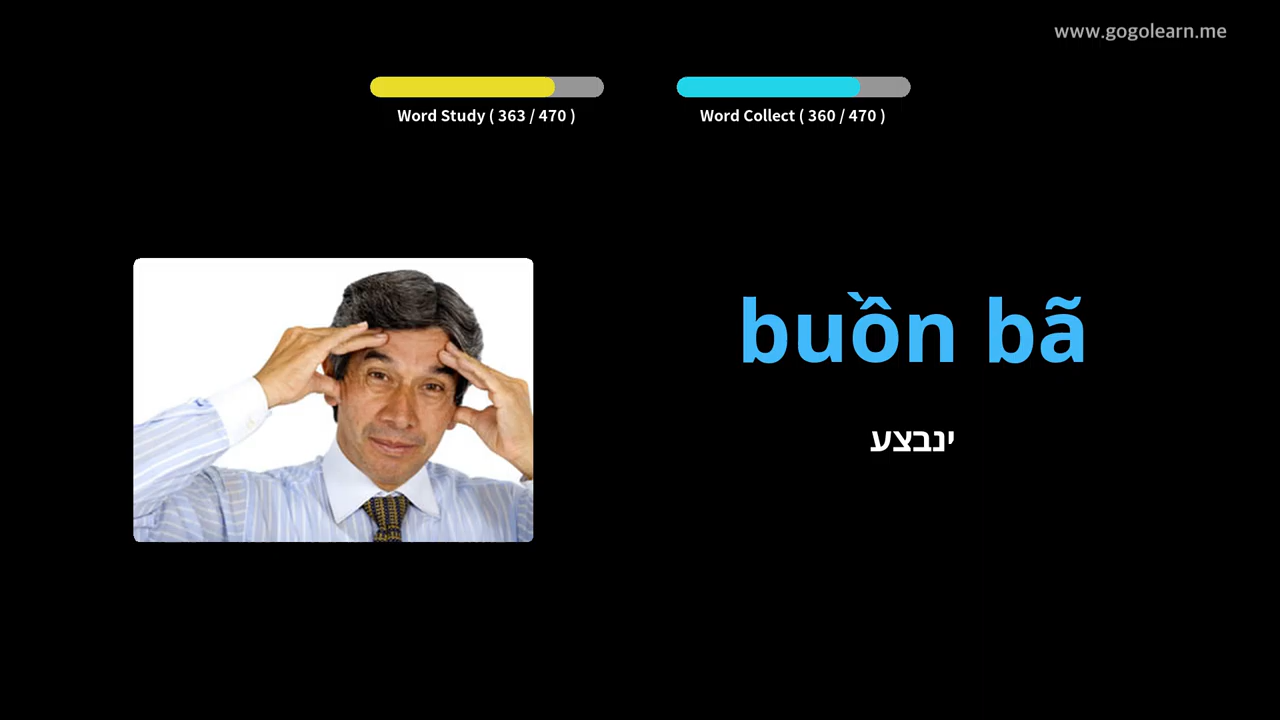 www.gogolearn.me
Word Study ( 363 / 470 )
Word Collect ( 360 / 470 )
buồn bã
ינבצע